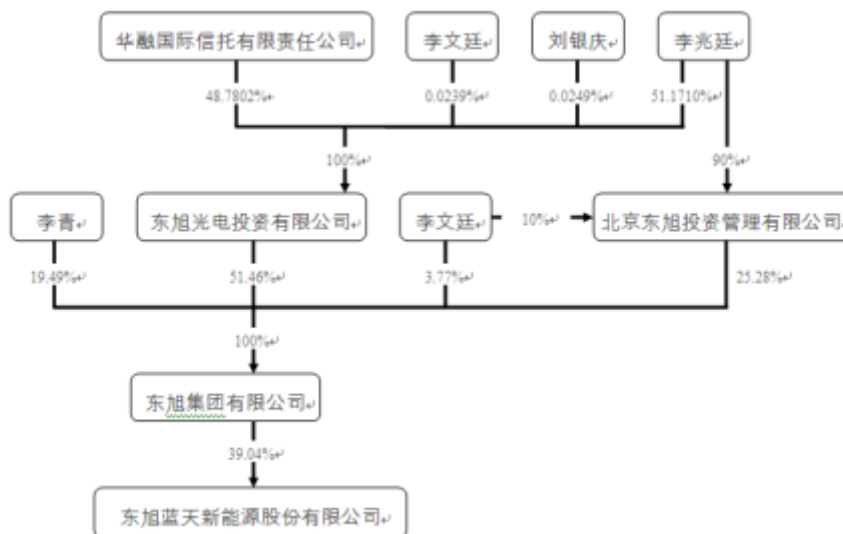 华融国际信托有限责任公司
李文廷
刘银庆
李兆廷
48.7802%
0.0239%
0.0249%
51.1710%
100%
90%
李青
东旭光电投资有限公司
李文廷
10%
北京东旭投资管理有限公司
19.49%
51.46%
3.77%
25.28%
100%
东旭集团有限公司
39.04%
东旭蓝天新能源股份有限公司